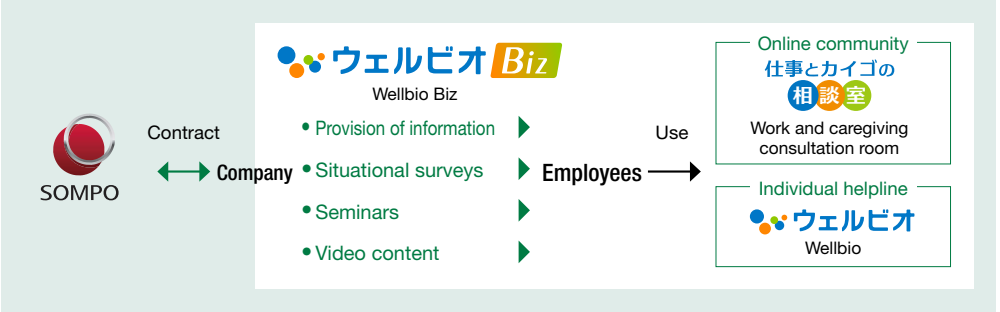 SOMPO
Contract
Company
ウェルビオ Biz
Wellbio Biz
• Provision of information
• Situational surveys
• Seminars
• Video content
Employees
Use
Online community
仕事とカイゴの
相談室
Work and caregiving
consultation room
Individual helpline
ウェルビオ
Wellbio